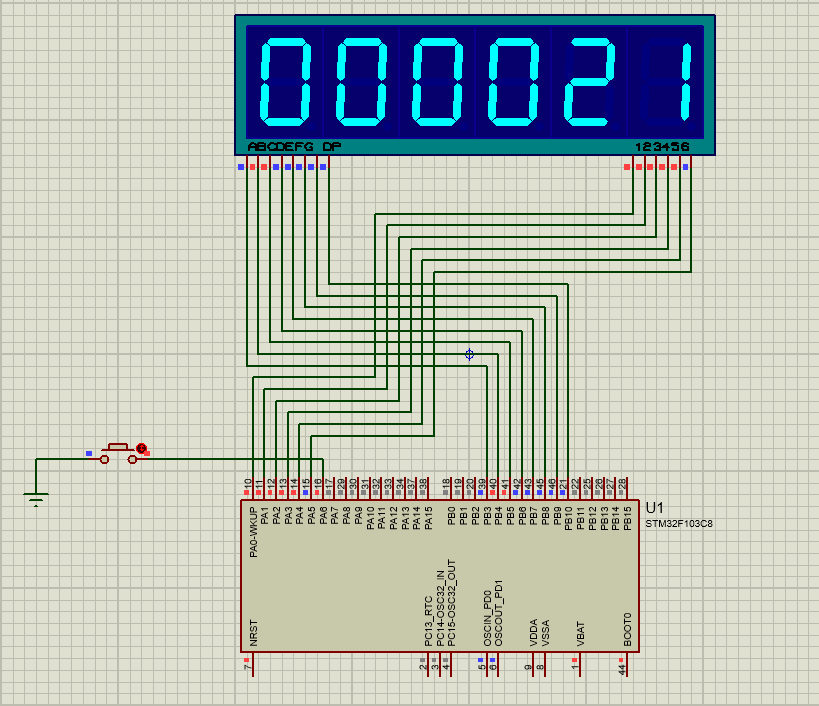 000021
ABCDEFG DP
123456
10 11 12 13 14 15 16 17 29 30 31 32 33 34 37 38 18 19 20 39 40 41 42 43 45 46 21 22 25 26 27 28
PA0-WKUP PA1 PA2 PA3 PA4 PA5 PA6 PA7 PA8 PA9 PA10 PA11 PA12 PA13 PA14 PA15 PB0 PB1 PB2 PB3 PB4 PB5 PB6 PB7 PB8 PB9 PB10 PB11 PB12 PB13 PB14 PB15
U1
STM32F103C8
NRST PC13_RTC PC14-OSC32_IN PC15-OSC32_OUT OSCIN_PD0 OSCOUT_PD1 VDDA VSSA VBAT BOOT0
7 2 3 4 5 6 9 8 1 44